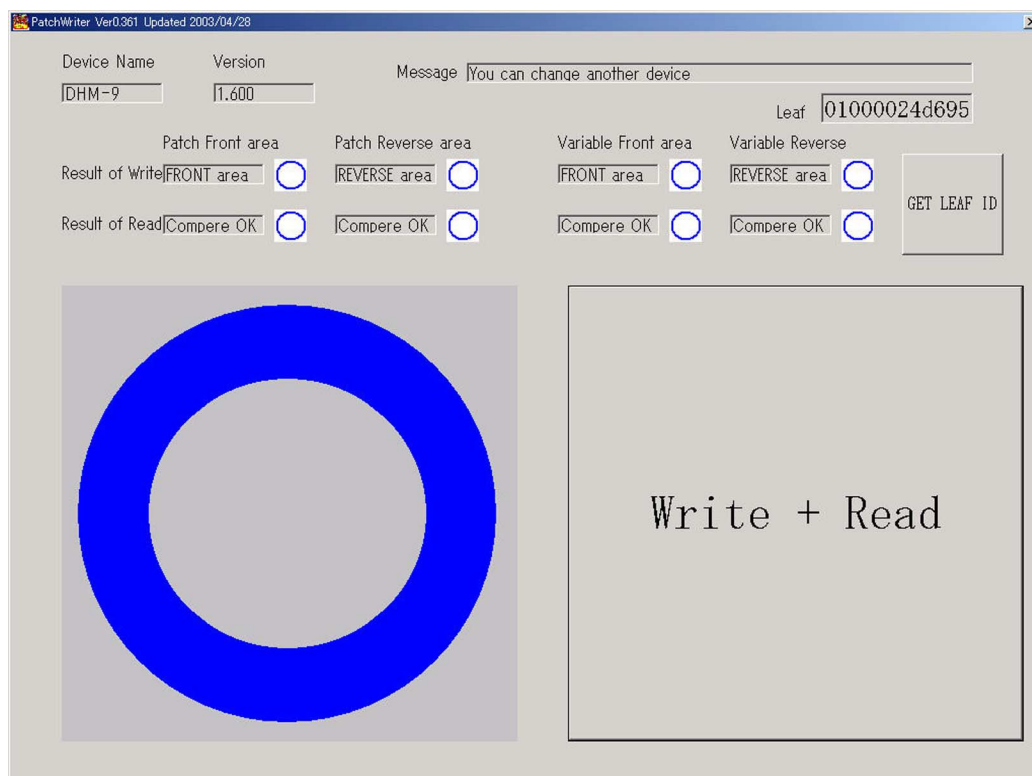 PatchWriter Ver0.361 Updated 2003/04/28
Device Name Version
Message You can change another device
DHM-9 1.600
Leaf 01000024d695
Patch Front area Patch Reverse area Variable Front area Variable Reverse
Result of Write FRONT area REVERSE area FRONT area REVERSE area
GET LEAF ID
Result of Read Compere OK Compere OK Compere OK Compere OK
Write + Read